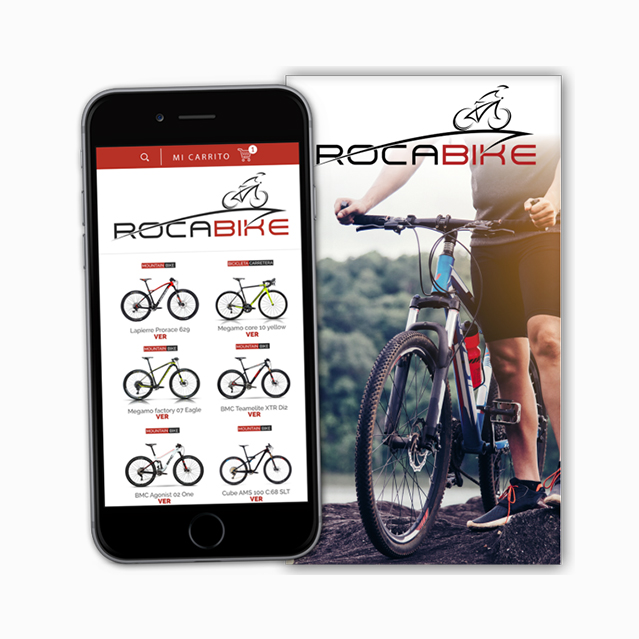 MI CARRITO 1
ROCABIKE
MOUNTAIN BIKE
Lapierre Prorace 629
VER
BICICLETA CARRETERA
Megamo core 10 yellow
VER
MOUNTAIN BIKE
Megamo factory 07 Eagle
VER
BMC Teamelite XTR Di2
VER
MOUNTAIN BIKE
BMC Agonist 02 One
VER
MOUNTAIN BIKE
Cube AMS 100 C:68 SLT
VER
ROCABIKE